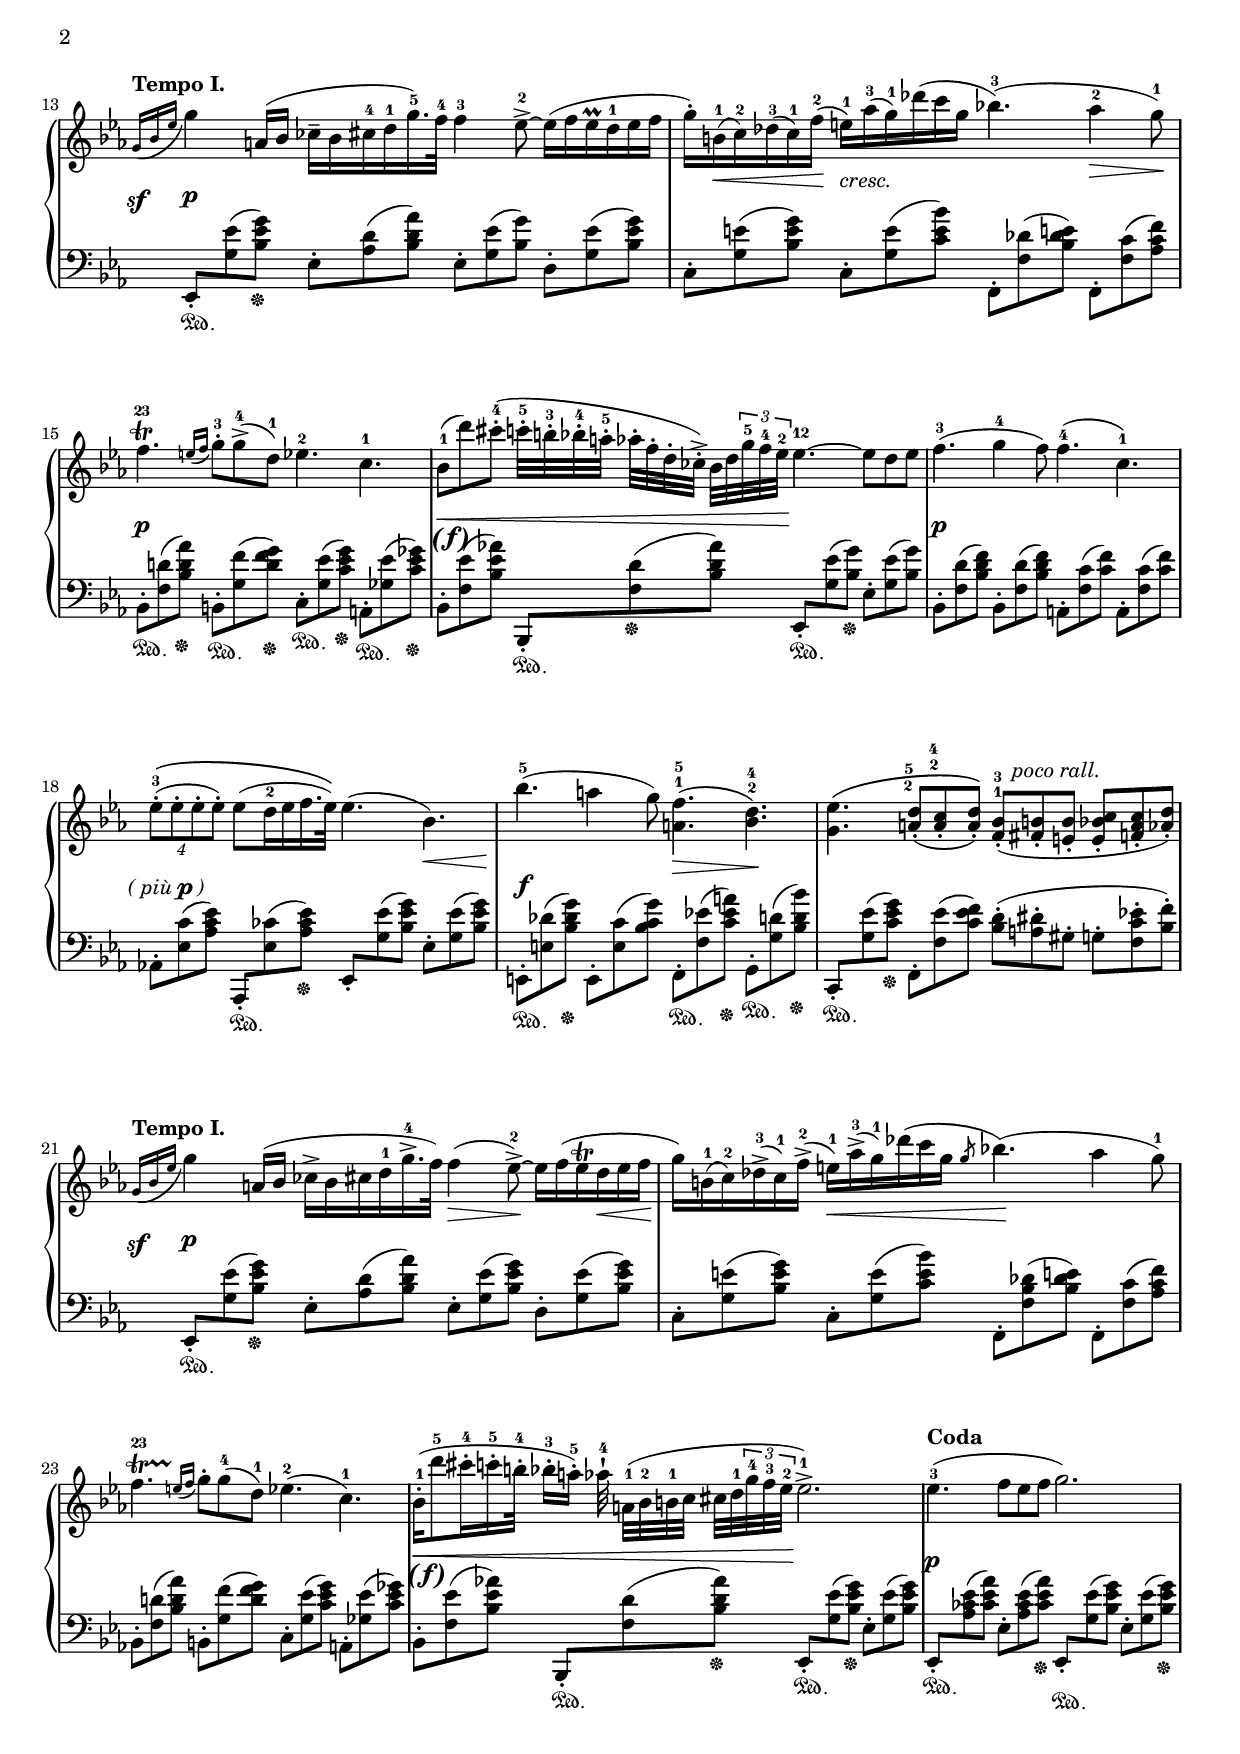 2
Tempo I.
13
sf p
cresc.
15
p (f) p
18
( più p )
f
poco rall.
21
Tempo I.
sf p
23
(f)
Coda
p